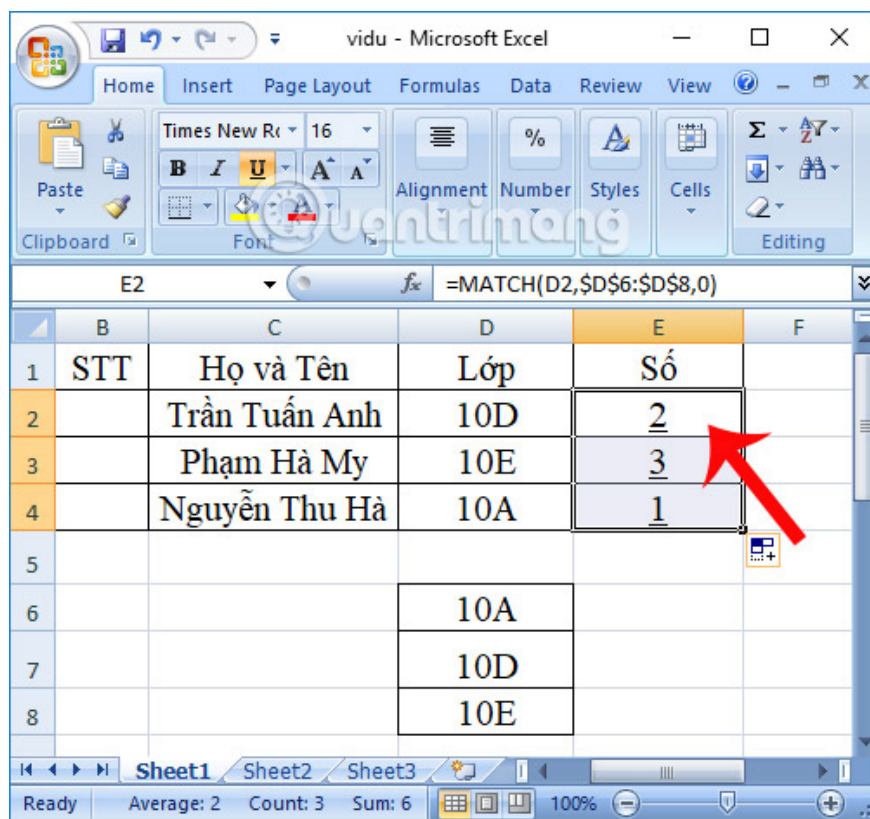 vidu - Microsoft Excel
Home Insert Page Layout Formulas Data Review View
Times New Ro 16
Paste B I U A A Alignment Number Styles Cells
Clipboard Font Editing
Quantrimang
E2 fx =MATCH(D2,$D$6:$D$8,0)
B C D E F
1 STT Họ và Tên Lớp Số
2 Trần Tuấn Anh 10D 2
3 Phạm Hà My 10E 3
4 Nguyễn Thu Hà 10A 1
5
6 10A
7 10D
8 10E
Sheet1 Sheet2 Sheet3
Ready Average: 2 Count: 3 Sum: 6 100%